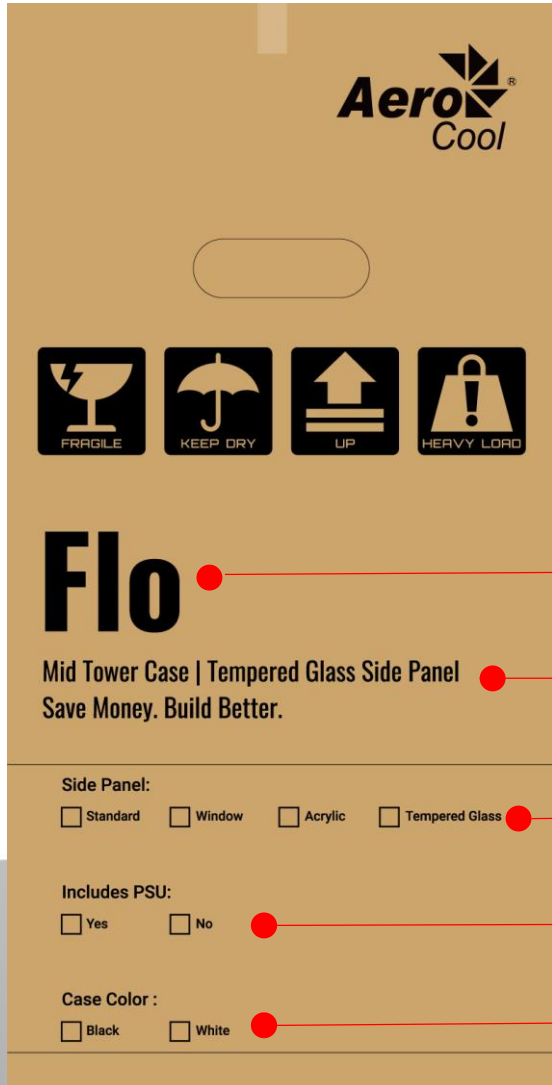 Aero
Cool
®
FRAGILE
KEEP DRY
UP
HEAVY LOAD
Flo
Mid Tower Case | Tempered Glass Side Panel
Save Money. Build Better.
Side Panel:
Standard Window Acrylic Tempered Glass
Includes PSU:
Yes No
Case Color :
Black White